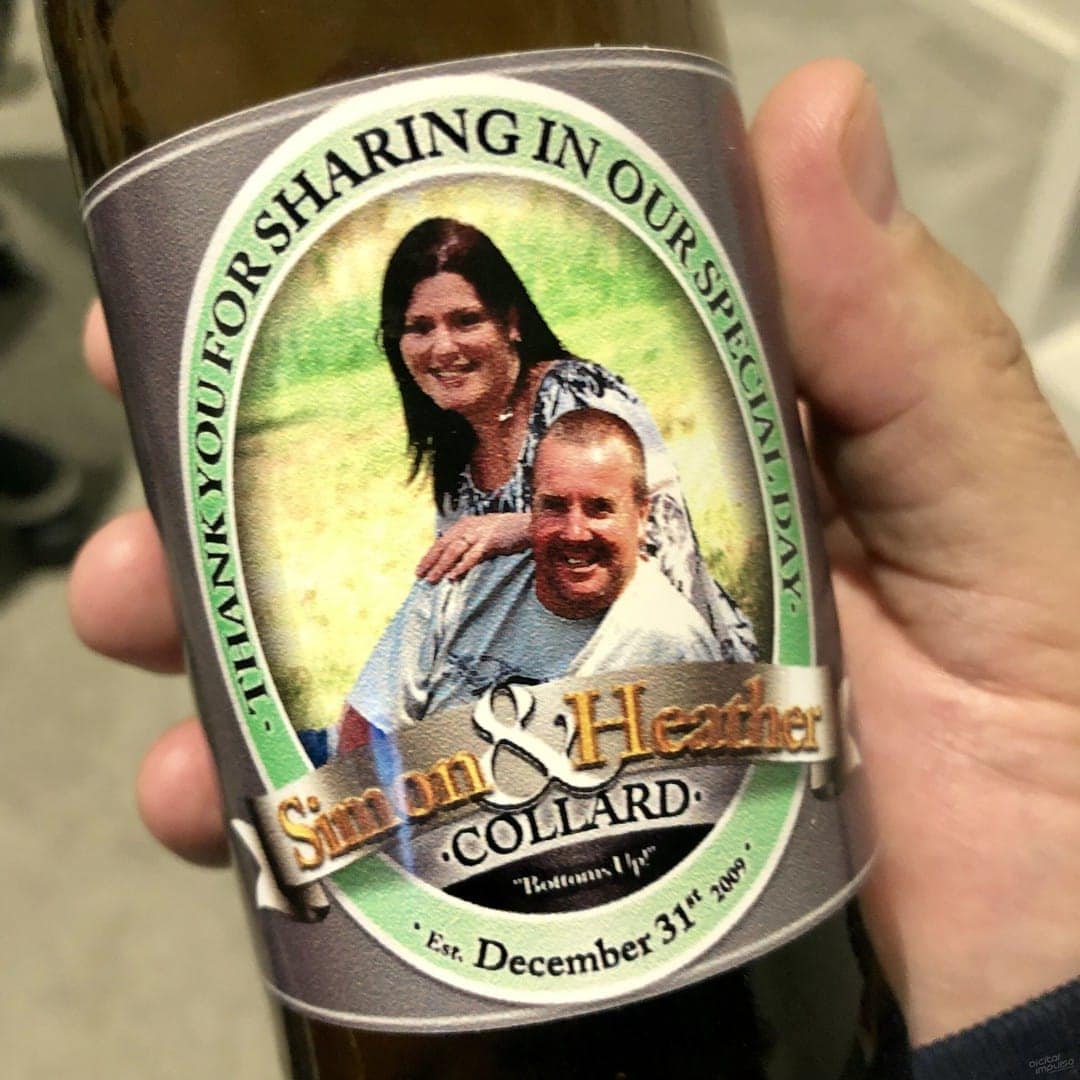 · THANK YOU FOR SHARING IN OUR SPECIAL DAY ·
Simon & Heather
· COLLARD ·
"Bottoms Up!"
· Est. December 31st 2009 ·